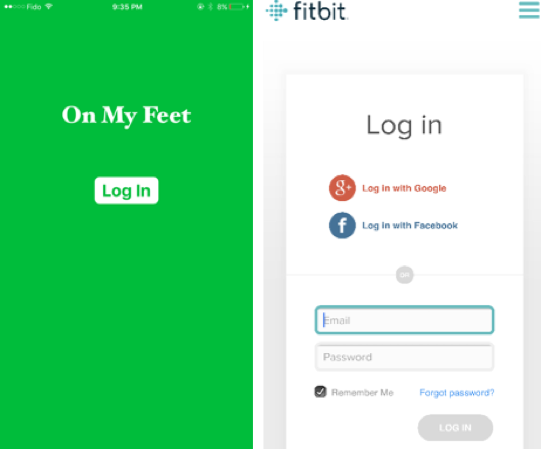 Fido 9:35 PM 8%
On My Feet
Log In
fitbit
Log in
g+ Log In with Google
f Log In with Facebook
OR
Email
Password
Remember Me Forgot password?
LOG IN